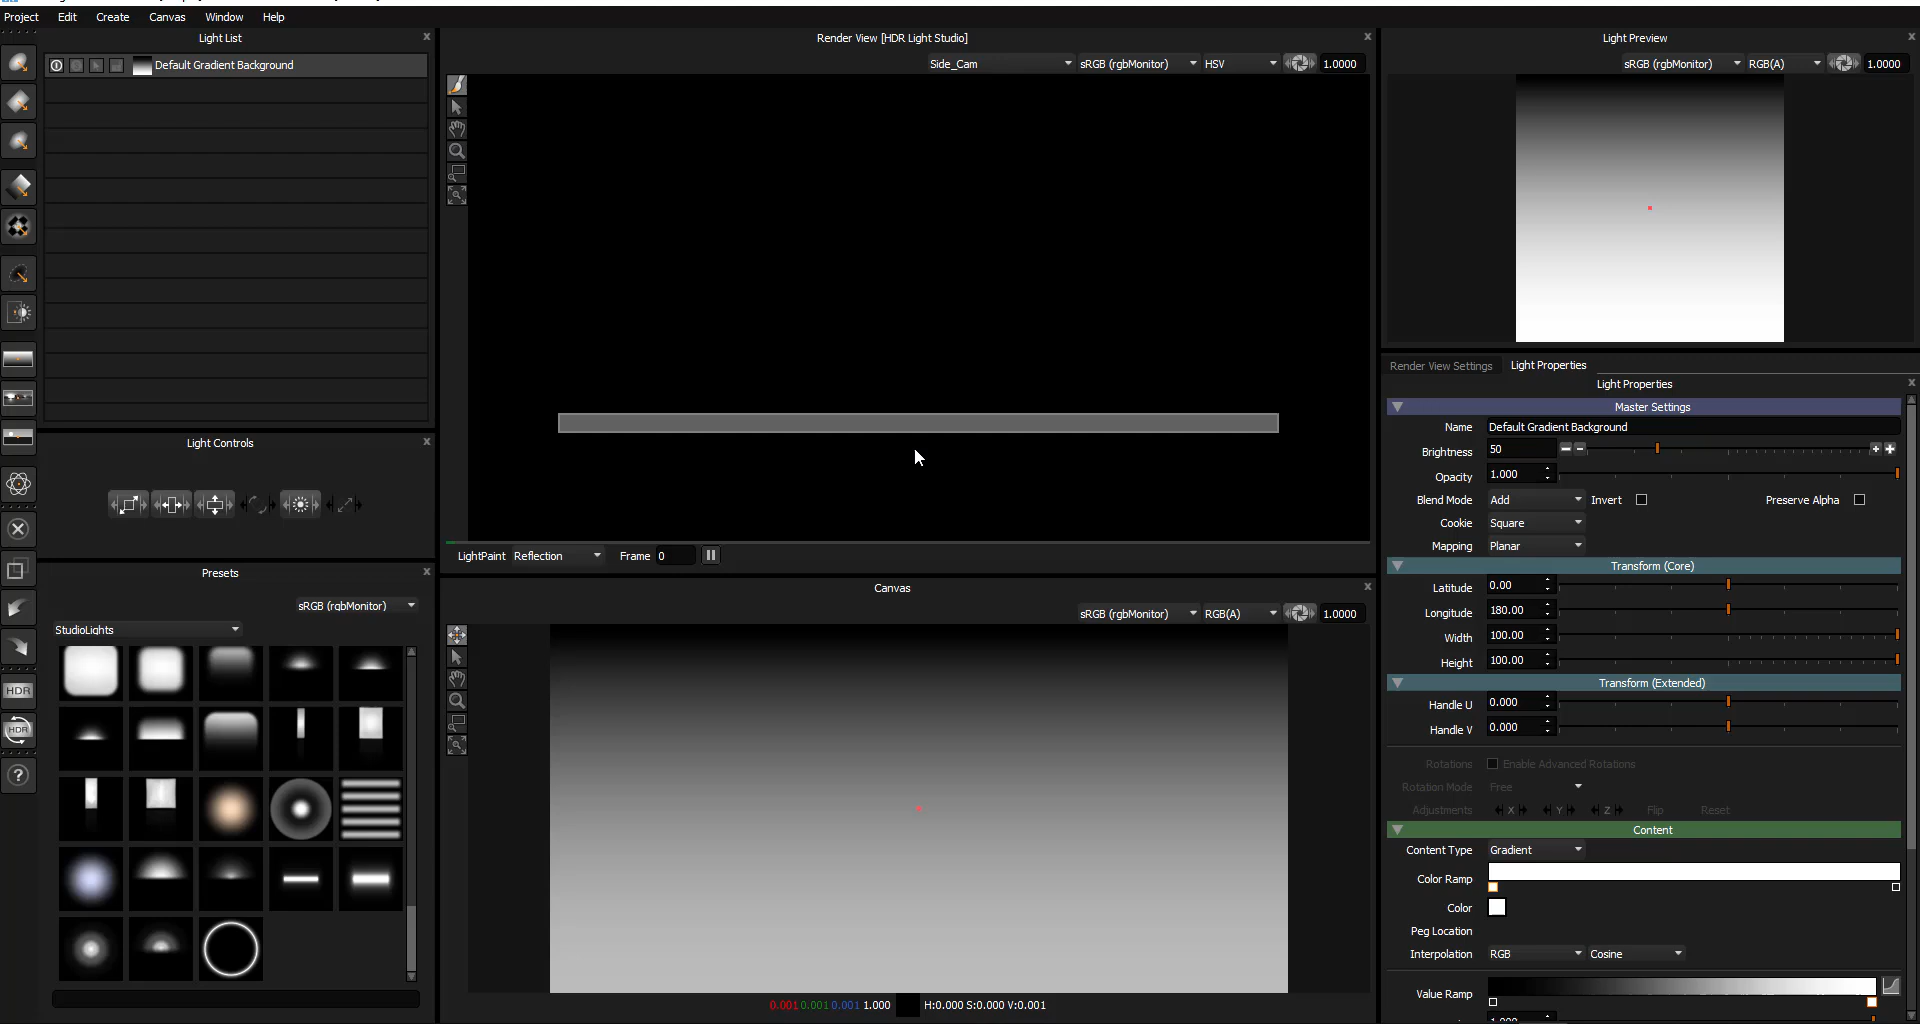 Project Edit Create Canvas Window Help
Light List
Default Gradient Background
Light Controls
Presets
sRGB (rgbMonitor)
StudioLights
HDR
HDR
?
Render View [HDR Light Studio]
Side_Cam sRGB (rgbMonitor) HSV 1.0000
LightPaint Reflection Frame 0
Canvas
sRGB (rgbMonitor) RGB(A) 1.0000
0.001 0.001 0.001 1.000 H:0.000 S:0.000 V:0.001
Light Preview
sRGB (rgbMonitor) RGB(A) 1.0000
Render View Settings Light Properties
Light Properties
Master Settings
Name Default Gradient Background
Brightness 50
Opacity 1.000
Blend Mode Add Invert Preserve Alpha
Cookie Square
Mapping Planar
Transform (Core)
Latitude 0.00
Longitude 180.00
Width 100.00
Height 100.00
Transform (Extended)
Handle U 0.000
Handle V 0.000
Rotations Enable Advanced Rotations
Rotation Mode Free
Adjustments X Y Z Flip Reset
Content
Content Type Gradient
Color Ramp
Color
Peg Location
Interpolation RGB Cosine
Value Ramp